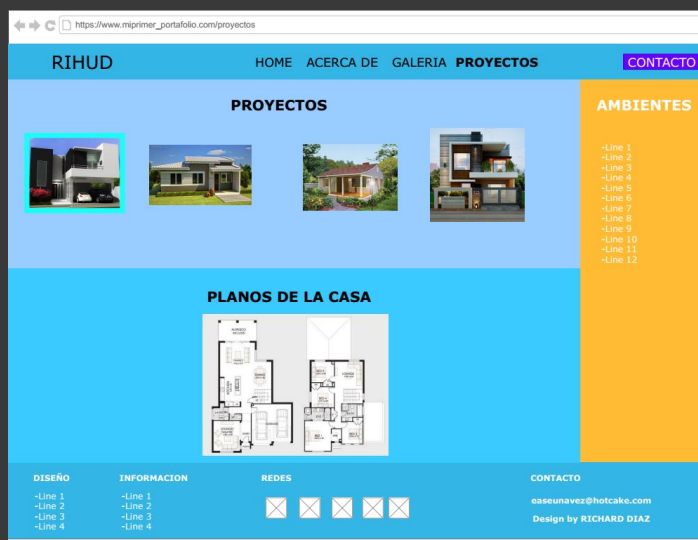 https://www.miprimer_portafolio.com/proyectos
RIHUD
HOME ACERCA DE GALERIA PROYECTOS
CONTACTO
PROYECTOS
AMBIENTES
-Line 1
-Line 2
-Line 3
-Line 4
-Line 5
-Line 6
-Line 7
-Line 8
-Line 9
-Line 10
-Line 11
-Line 12
PLANOS DE LA CASA
DISEÑO
-Line 1
-Line 2
-Line 3
-Line 4
INFORMACION
-Line 1
-Line 2
-Line 3
-Line 4
REDES
CONTACTO
easeunavez@hotcake.com
Design by RICHARD DIAZ